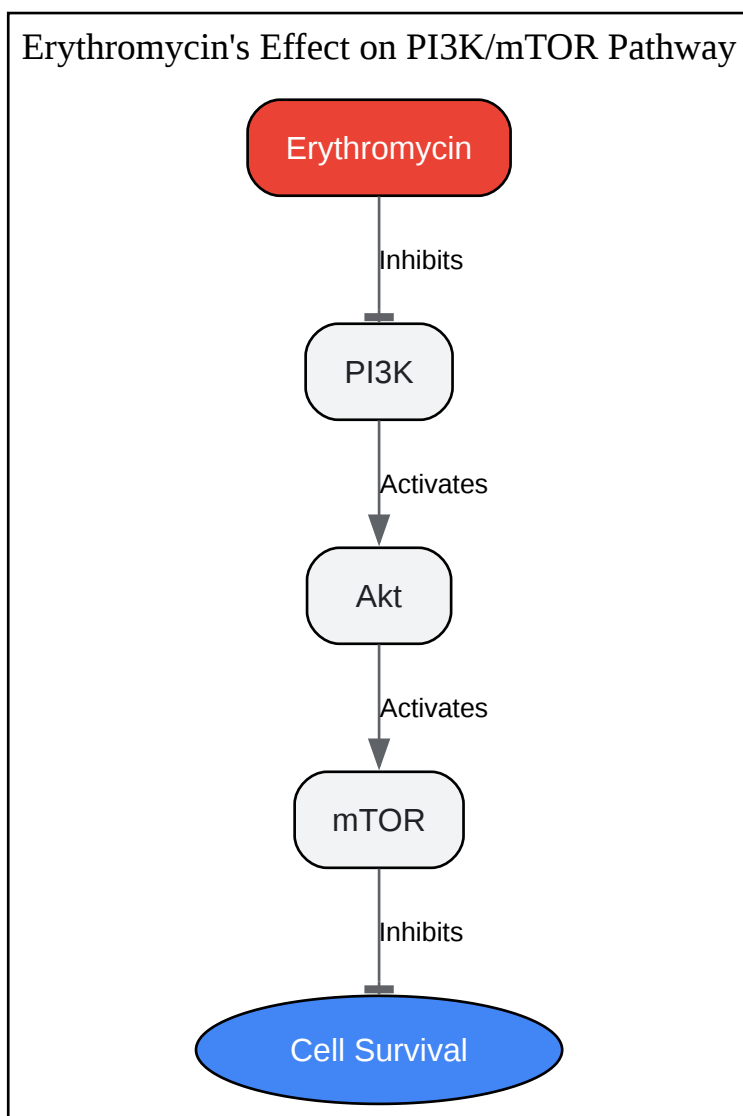 Erythromycin's Effect on PI3K/mTOR Pathway
Erythromycin
Inhibits
PI3K
Activates
Akt
Activates
mTOR
Inhibits
Cell Survival